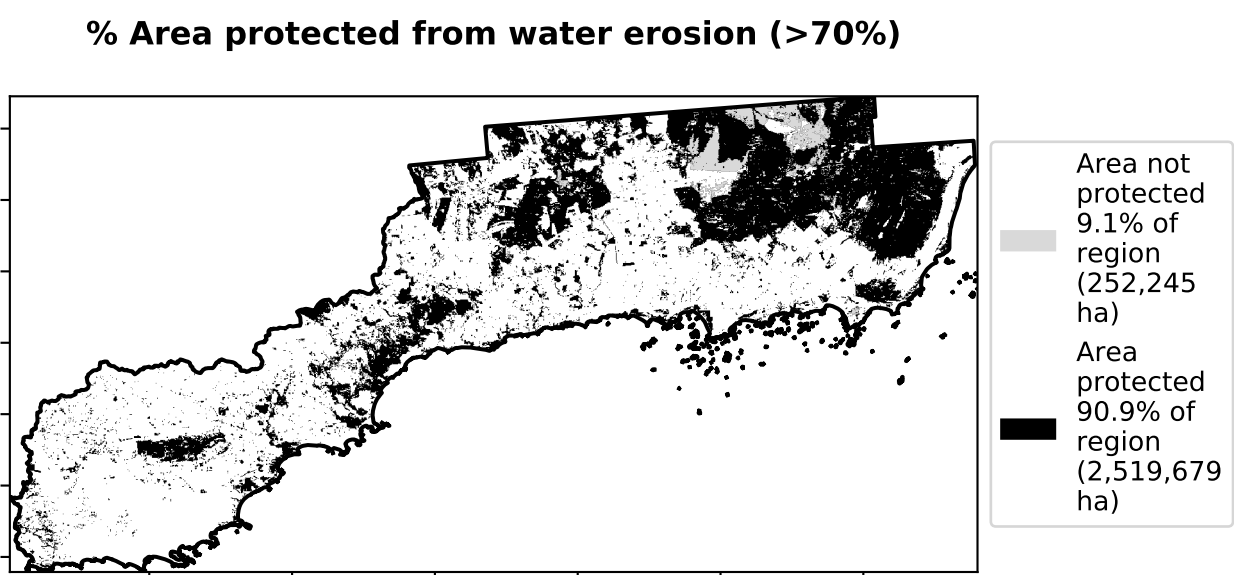 % Area protected from water erosion (>70%)
Area not
protected
9.1% of
region
(252,245
ha)
Area
protected
90.9% of
region
(2,519,679
ha)